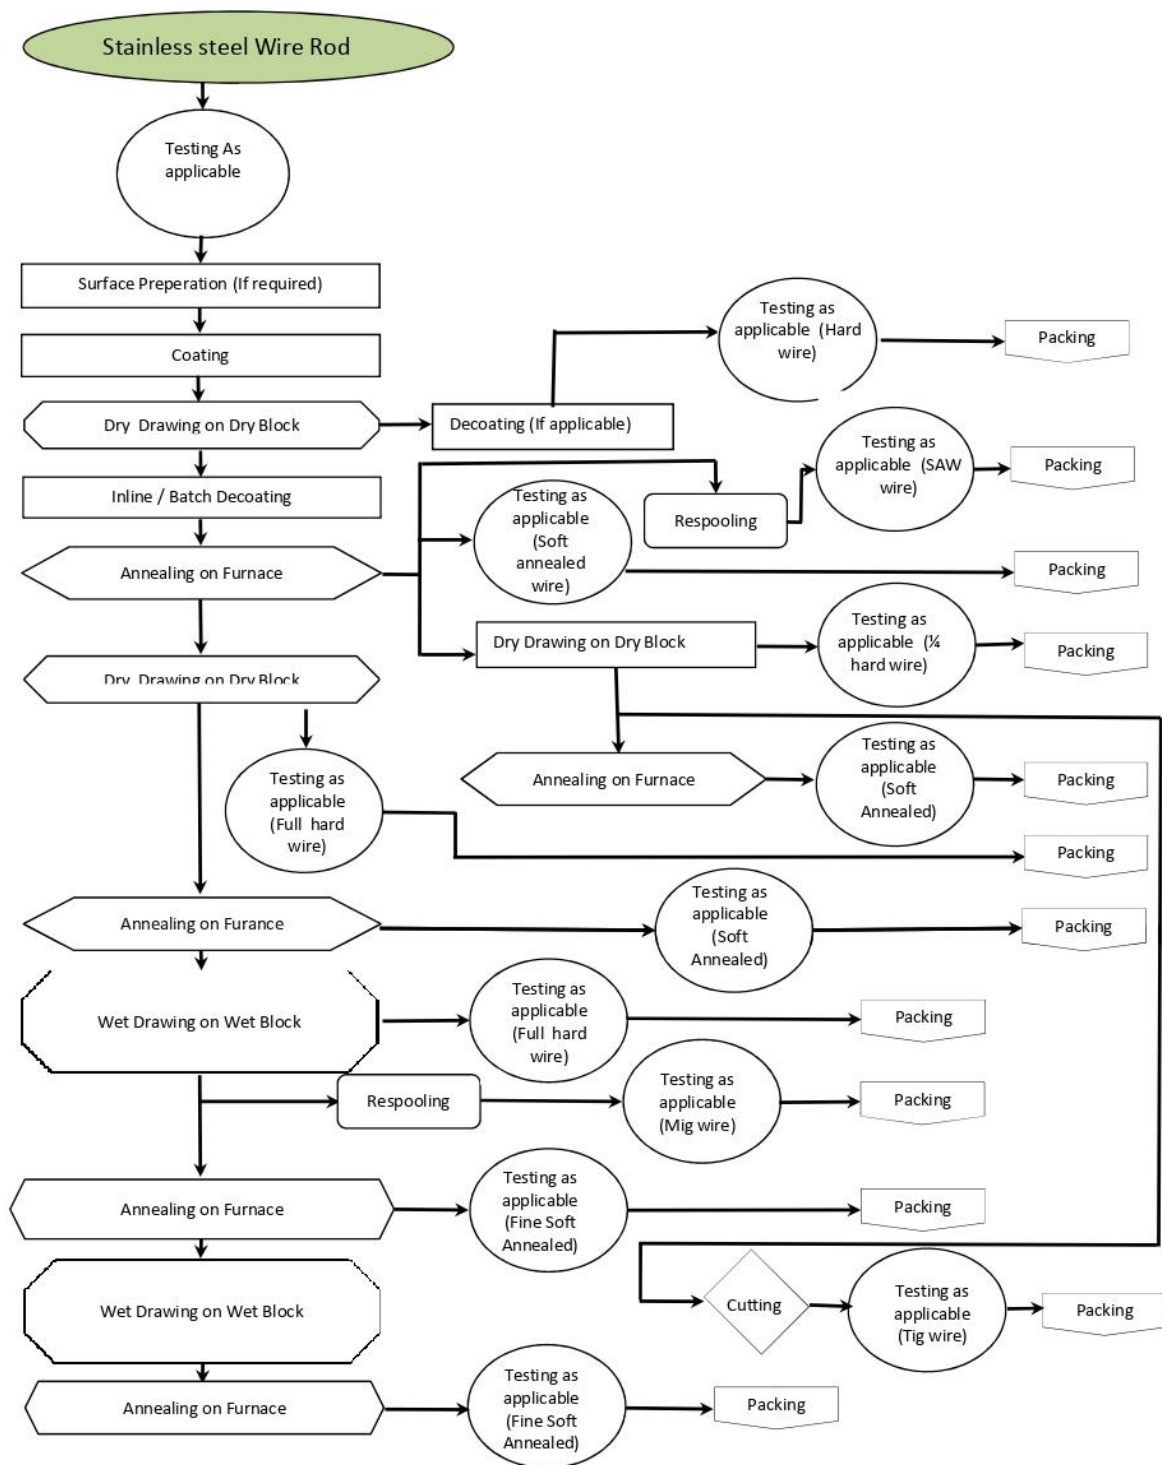 Stainless steel Wire Rod
Testing As
applicable
Surface Preperation (If required)
Coating
Dry Drawing on Dry Block
Inline / Batch Decoating
Annealing on Furnace
Dry Drawing on Dry Block
Decoating (If applicable)
Testing as
applicable (Hard
wire)
Packing
Respooling
Testing as
applicable (SAW
wire)
Packing
Testing as
applicable
(Soft
annealed
wire)
Packing
Dry Drawing on Dry Block
Testing as
applicable (¼
hard wire)
Packing
Annealing on Furnace
Testing as
applicable
(Soft
Annealed)
Packing
Testing as
applicable
(Full hard
wire)
Packing
Annealing on Furance
Testing as
applicable
(Soft
Annealed)
Packing
Wet Drawing on Wet Block
Testing as
applicable
(Full hard
wire)
Packing
Respooling
Testing as
applicable
(Mig wire)
Packing
Annealing on Furnace
Testing as
applicable
(Fine Soft
Annealed)
Packing
Wet Drawing on Wet Block
Cutting
Testing as
applicable
(Tig wire)
Packing
Annealing on Furnace
Testing as
applicable
(Fine Soft
Annealed)
Packing